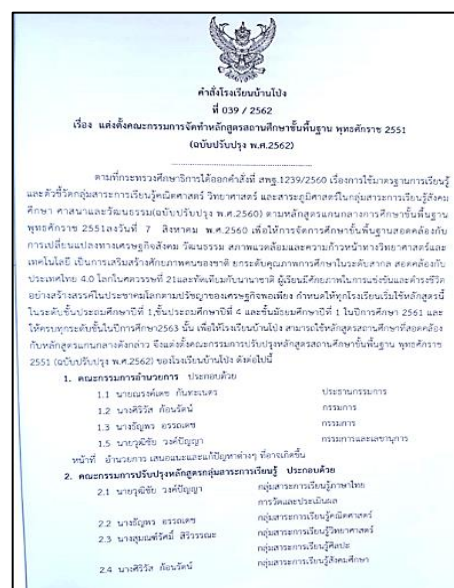 คำสั่งโรงเรียนบ้านโป่ง
ที่ 039 / 2562
เรื่อง แต่งตั้งคณะกรรมการจัดทำหลักสูตรสถานศึกษาขั้นพื้นฐาน พุทธศักราช 2551
(ฉบับปรับปรุง พ.ศ.2562)
ตามที่กระทรวงศึกษาธิการได้ออกคำสั่งที่ สพฐ.1239/2560 เรื่องการใช้มาตรฐานการเรียนรู้
และตัวชี้วัดกลุ่มสาระการเรียนรู้คณิตศาสตร์ วิทยาศาสตร์ และสาระภูมิศาสตร์ในกลุ่มสาระการเรียนรู้สังคม
ศึกษา ศาสนาและวัฒนธรรม(ฉบับปรับปรุง พ.ศ.2560) ตามหลักสูตรแกนกลางการศึกษาขั้นพื้นฐาน
พุทธศักราช 2551ลงวันที่ 7 สิงหาคม พ.ศ.2560 เพื่อให้การจัดการศึกษาขั้นพื้นฐานสอดคล้องกับ
การเปลี่ยนแปลงทางเศรษฐกิจสังคม วัฒนธรรม สภาพแวดล้อมและความก้าวหน้าทางวิทยาศาสตร์และ
เทคโนโลยี เป็นการเสริมสร้างศักยภาพคนของชาติ ยกระดับคุณภาพการศึกษาในระดับสากล สอดคล้องกับ
ประเทศไทย 4.0 โลกในศตวรรษที่ 21และทัดเทียมกับนานาชาติ ผู้เรียนมีศักยภาพในการแข่งขันและดำรงชีวิต
อย่างสร้างสรรค์ในประชาคมโลกตามปรัชญาของเศรษฐกิจพอเพียง กำหนดให้ทุกโรงเรียนเริ่มใช้หลักสูตรนี้
ในระดับชั้นประถมศึกษาปีที่ 1,ชั้นประถมศึกษาปีที่ 4 และชั้นมัธยมศึกษาปีที่ 1 ในปีการศึกษา 2561 และ
ให้ครบทุกระดับชั้นในปีการศึกษา2563 นั้น เพื่อให้โรงเรียนบ้านโป่ง สามารถใช้หลักสูตรสถานศึกษาที่สอดคล้อง
กับหลักสูตรแกนกลางดังกล่าว จึงแต่งตั้งคณะกรรมการปรับปรุงหลักสูตรสถานศึกษาขั้นพื้นฐาน พุทธศักราช
2551 (ฉบับปรับปรุง พ.ศ.2562) ของโรงเรียนบ้านโป่ง ดังต่อไปนี้
1. คณะกรรมการอำนวยการ ประกอบด้วย
1.1 นายณรงค์เดช กันทะเนตร ประธานกรรมการ
1.2 นางศิริวัส ก้อนรัตน์ กรรมการ
1.3 นางธัญพร อรรถเดช กรรมการ
1.5 นายวุฒิชัย วงค์ปัญญา กรรมการและเลขานุการ
หน้าที่ อำนวยการ เสนอแนะและแก้ปัญหาต่างๆ ที่อาจเกิดขึ้น
2. คณะกรรมการปรับปรุงหลักสูตรกลุ่มสาระการเรียนรู้ ประกอบด้วย
2.1 นายวุฒิชัย วงค์ปัญญา กลุ่มสาระการเรียนรู้ภาษาไทย
การวัดและประเมินผล
2.2 นางธัญพร อรรถเดช กลุ่มสาระการเรียนรู้คณิตศาสตร์
2.3 นางสุมณฑ์รัศมิ์ สิริวรรณะ กลุ่มสาระการเรียนรู้วิทยาศาสตร์
กลุ่มสาระการเรียนรู้ศิลปะ
2.4 นางศิริวัส ก้อนรัตน์ กลุ่มสาระการเรียนรู้สังคมศึกษา